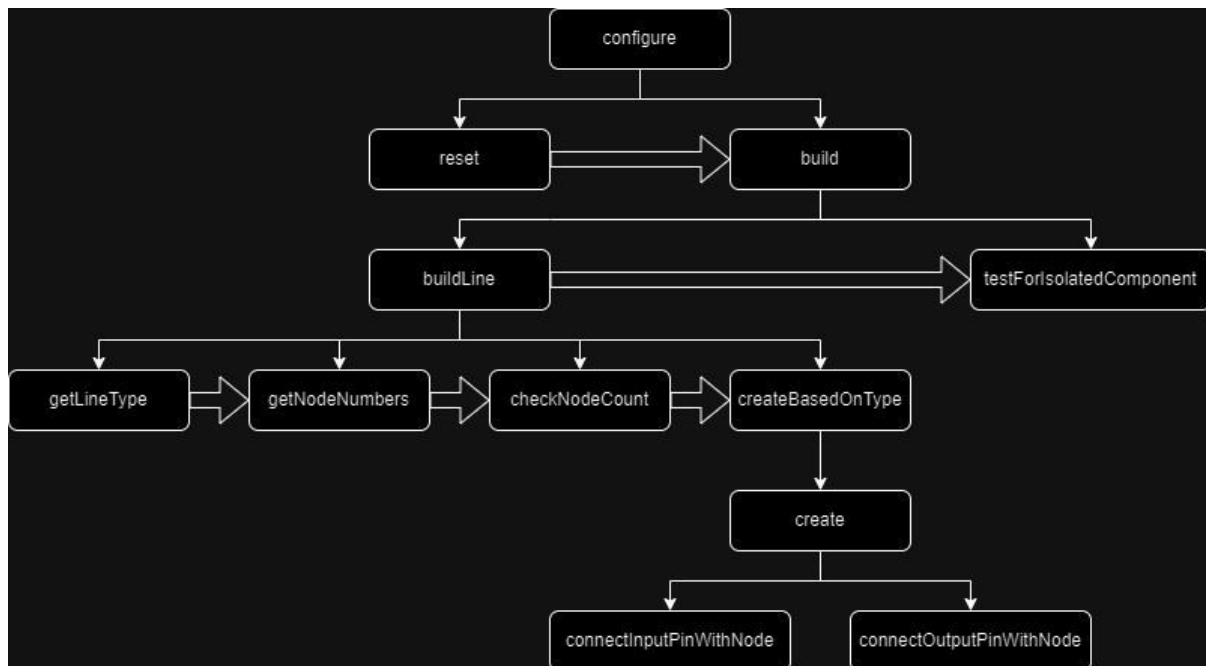 configure
reset
build
buildLine
testForIsolatedComponent
getLineType
getNodeNumbers
checkNodeCount
createBasedOnType
create
connectInputPinWithNode
connectOutputPinWithNode